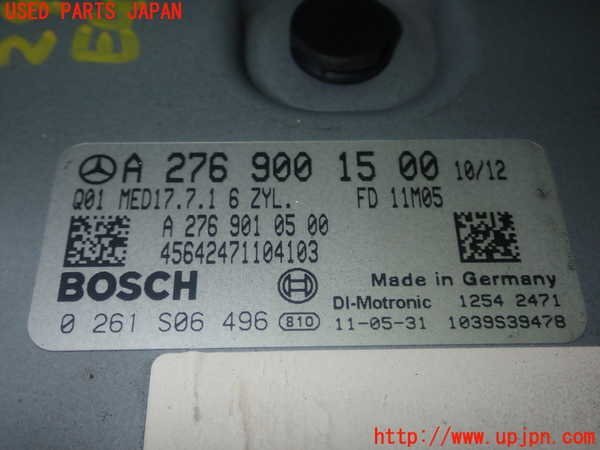 USED PARTS JAPAN
A 276 900 15 00 10/12
Q01 MED17.7.1 6 ZYL. FD 11M05
A 276 901 05 00
45642471104103
BOSCH
Made in Germany
DI-Motronic 1254 2471
0 261 S06 496 810 11-05-31 1039S39478
UPJ http://www.upjpn.com/